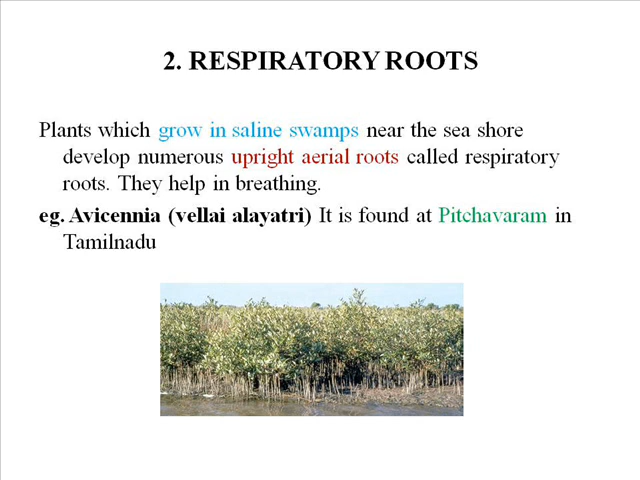 2. RESPIRATORY ROOTS
Plants which grow in saline swamps near the sea shore
develop numerous upright aerial roots called respiratory
roots. They help in breathing.
eg. Avicennia (vellai alayatri) It is found at Pitchavaram in
Tamilnadu